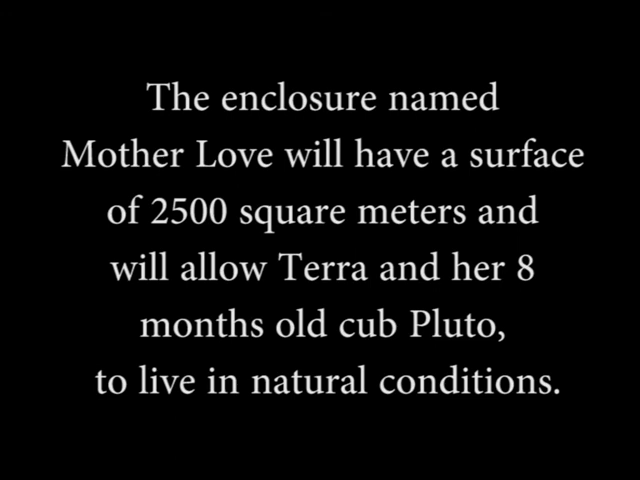 The enclosure named
Mother Love will have a surface
of 2500 square meters and
will allow Terra and her 8
months old cub Pluto,
to live in natural conditions.